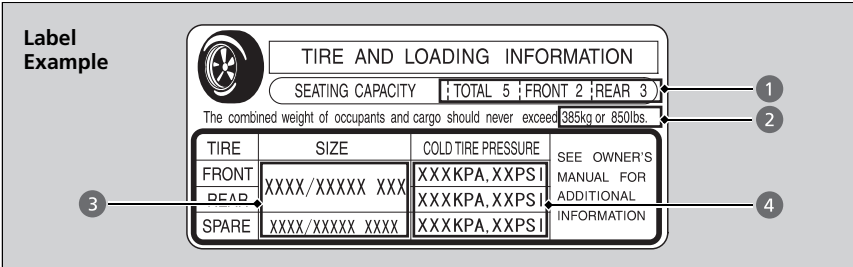 Label
Example
TIRE AND LOADING INFORMATION
SEATING CAPACITY TOTAL 5 FRONT 2 REAR 3
1
The combined weight of occupants and cargo should never exceed 385kg or 850lbs.
2
TIRE SIZE COLD TIRE PRESSURE
SEE OWNER'S
MANUAL FOR
ADDITIONAL
INFORMATION
FRONT XXXX/XXXXX XXX XXXKPA,XXPSI
REAR XXXKPA,XXPSI
SPARE XXXX/XXXXX XXXX XXXKPA,XXPSI
3
4